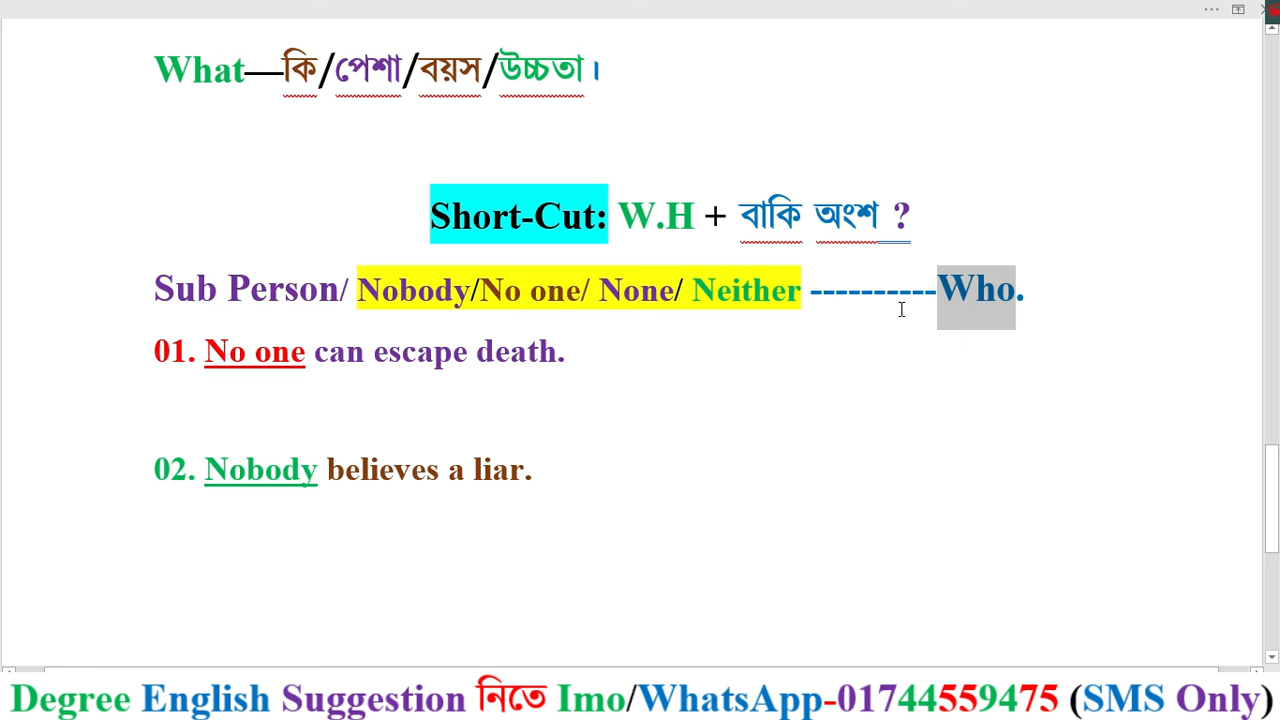 What—কি/পেশা/বয়স/উচ্চতা।
Short-Cut: W.H + বাকি অংশ ?
Sub Person/ Nobody/No one/ None/ Neither ----------Who.
01. No one can escape death.
02. Nobody believes a liar.
Degree English Suggestion নিতে Imo/WhatsApp-01744559475 (SMS Only)